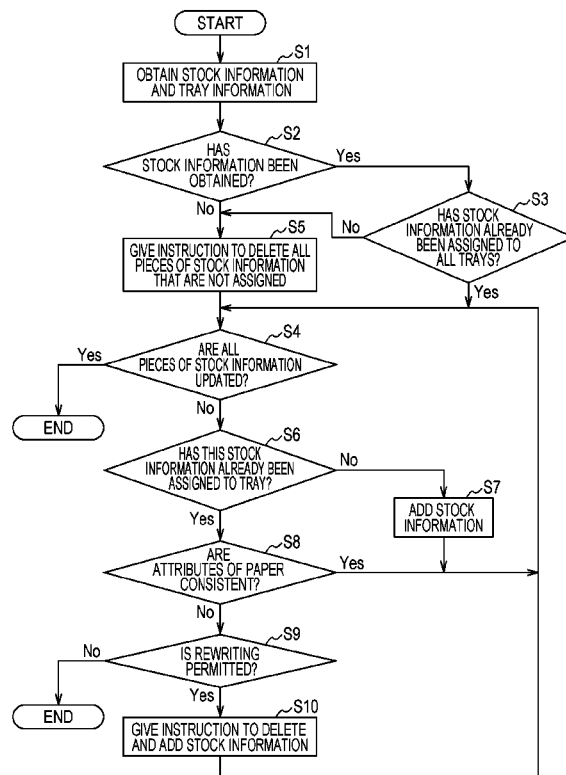 START
S1
OBTAIN STOCK INFORMATION
AND TRAY INFORMATION
S2
HAS
STOCK INFORMATION BEEN
OBTAINED?
Yes
No
S3
HAS STOCK
INFORMATION ALREADY
BEEN ASSIGNED TO
ALL TRAYS?
No
Yes
S5
GIVE INSTRUCTION TO DELETE ALL
PIECES OF STOCK INFORMATION
THAT ARE NOT ASSIGNED
S4
ARE ALL
PIECES OF STOCK INFORMATION
UPDATED?
Yes
END
No
S6
HAS THIS STOCK
INFORMATION ALREADY BEEN
ASSIGNED TO TRAY?
No
S7
ADD STOCK
INFORMATION
Yes
S8
ARE
ATTRIBUTES OF PAPER
CONSISTENT?
Yes
No
S9
IS REWRITING
PERMITTED?
No
END
Yes
S10
GIVE INSTRUCTION TO DELETE
AND ADD STOCK INFORMATION